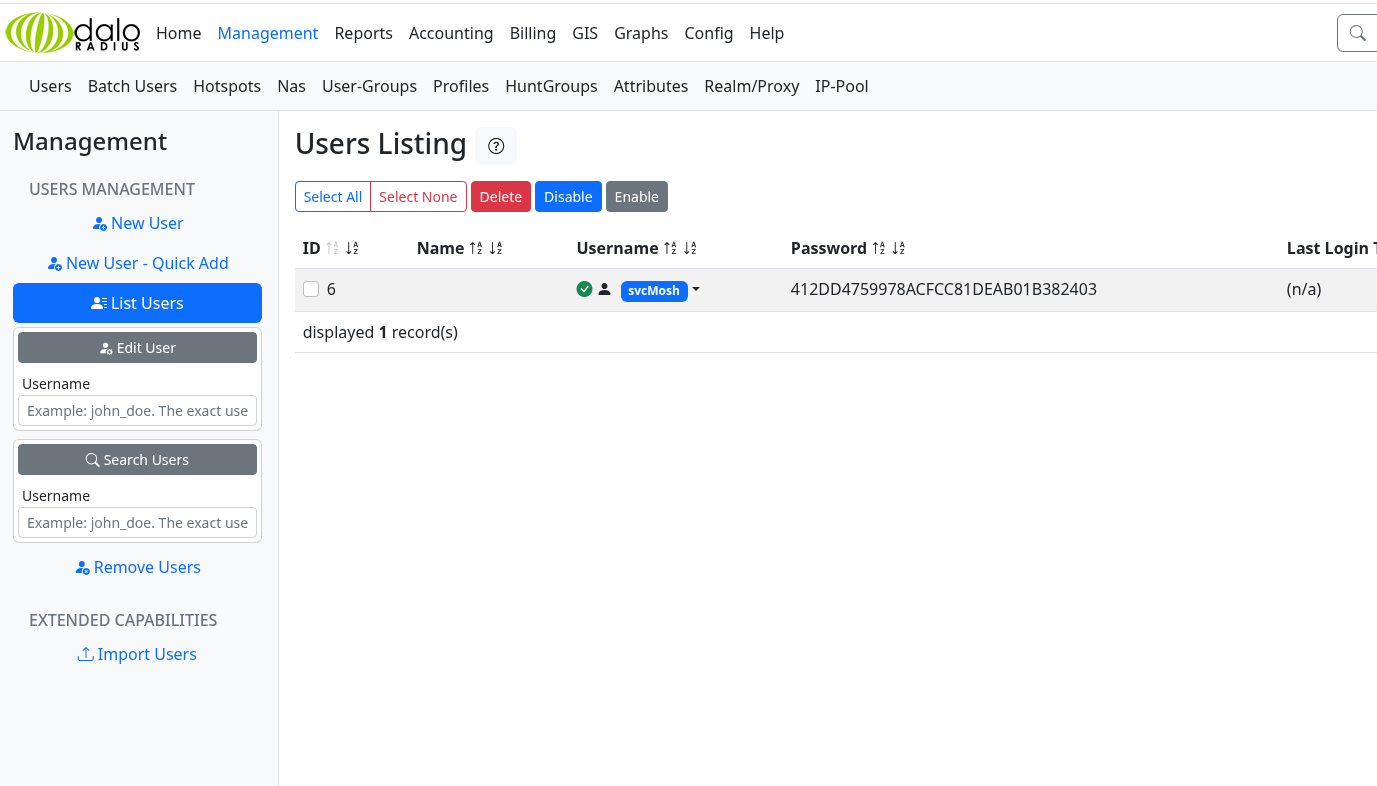 dalo
RADIUS
Home Management Reports Accounting Billing GIS Graphs Config Help
Users Batch Users Hotspots Nas User-Groups Profiles HuntGroups Attributes Realm/Proxy IP-Pool
Management
USERS MANAGEMENT
New User
New User - Quick Add
List Users
Edit User
Username
Example: john_doe. The exact use
Search Users
Username
Example: john_doe. The exact use
Remove Users
EXTENDED CAPABILITIES
Import Users
Users Listing
Select All Select None Delete Disable Enable
ID Name Username Password Last Login T
6 svcMosh 412DD4759978ACFCC81DEAB01B382403 (n/a)
displayed 1 record(s)